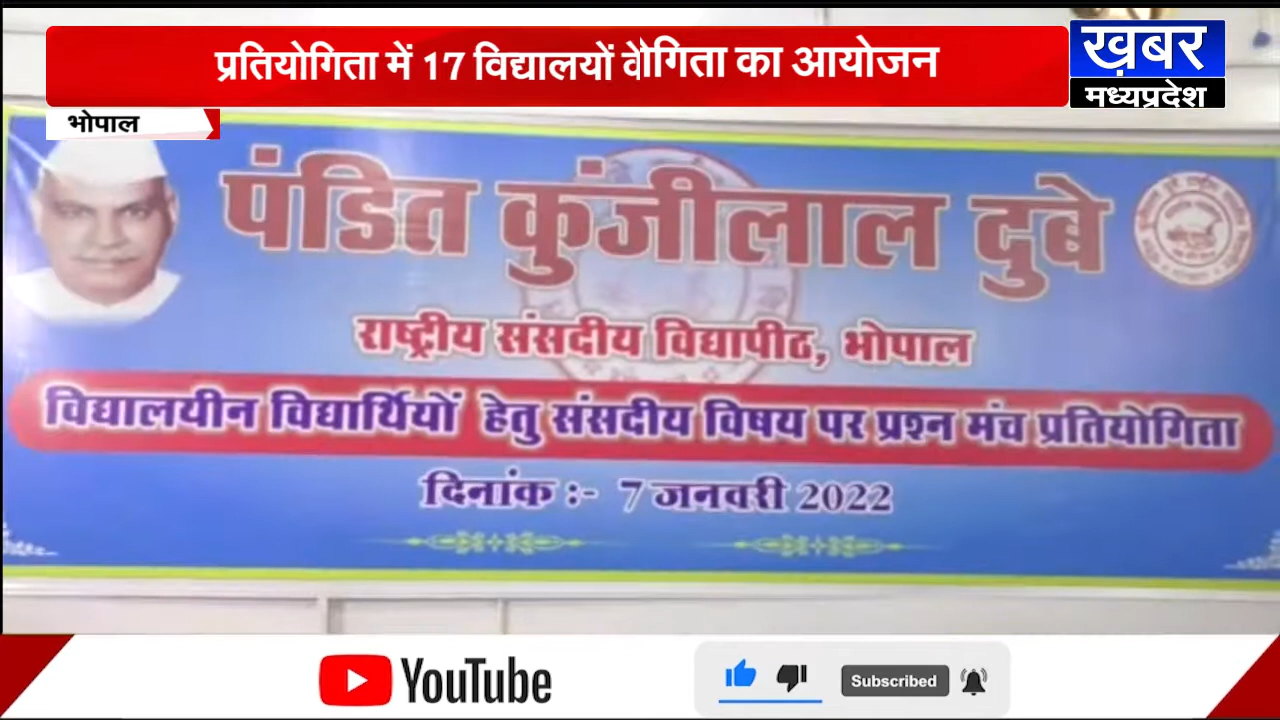 प्रतियोगिता में 17 विद्यालयों वेोगिता का आयोजन
ख़बर
मध्यप्रदेश
भोपाल
पंडित कुंजीलाल दुबे
राष्ट्रीय संसदीय विद्यापीठ, भोपाल
विद्यालयीन विद्यार्थियों हेतु संसदीय विषय पर प्रश्न मंच प्रतियोगिता
दिनांक :- 7 जनवरी 2022
YouTube
Subscribed